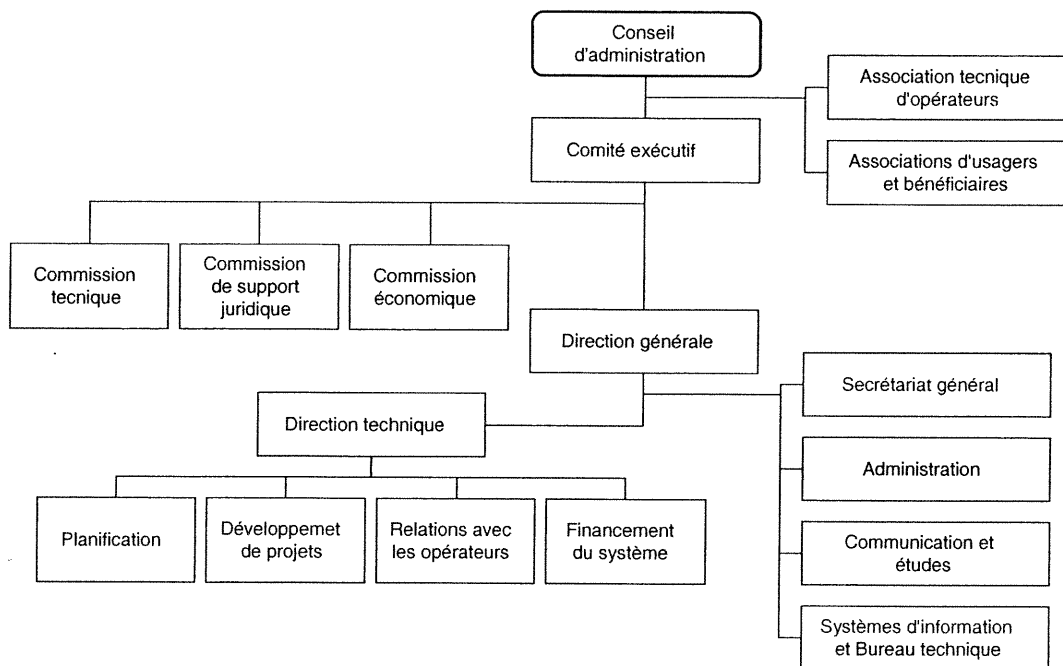 Conseil
d'administration
Association tecnique
d'opérateurs
Comité exécutif
Associations d'usagers
et bénéficiaires
Commission
tecnique
Commission
de support
juridique
Commission
économique
Direction générale
Secrétariat général
Direction technique
Administration
Planification
Développemet
de projets
Relations avec
les opérateurs
Financement
du système
Communication et
études
Systèmes d'information
et Bureau technique